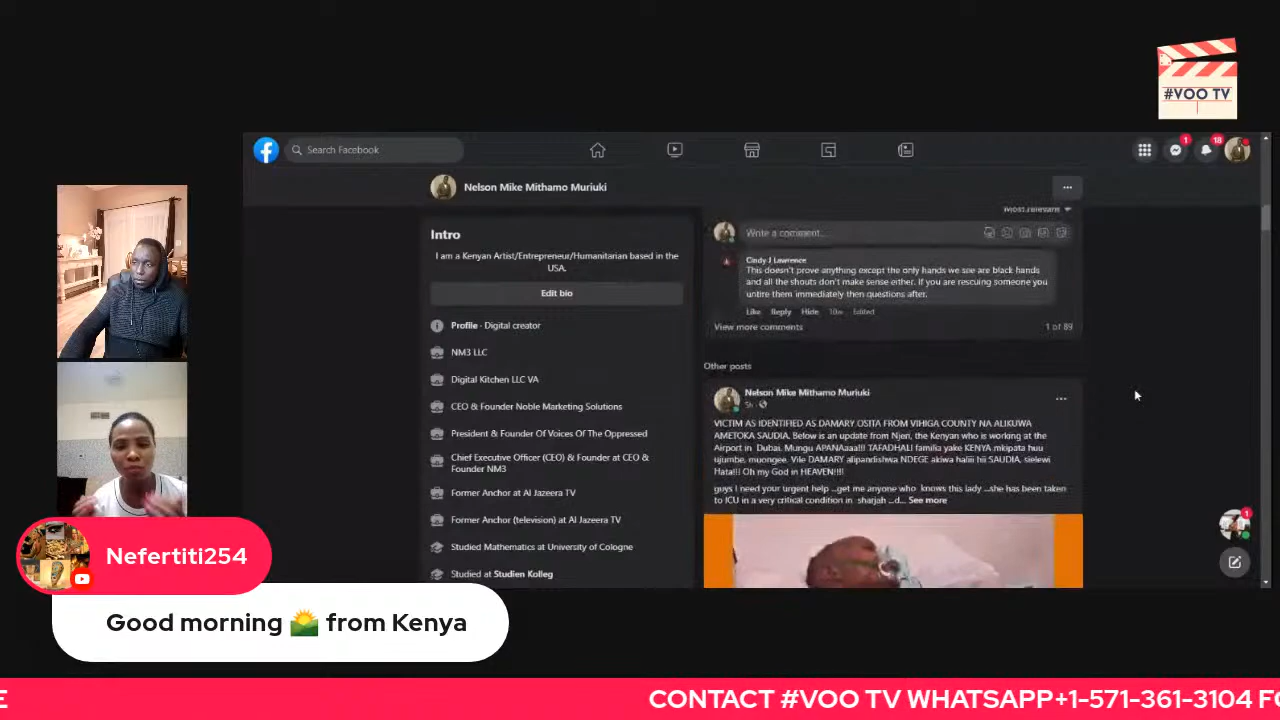 #VOO TV
Search Facebook
1
18
Nelson Mike Mithamo Muriuki
Intro
I am a Kenyan Artist/Entrepreneur/Humanitarian based in the
USA.
Edit bio
Profile · Digital creator
NM3 LLC
Digital Kitchen LLC VA
CEO & Founder Noble Marketing Solutions
President & Founder Of Voices Of The Oppressed
Chief Executive Officer (CEO) & Founder at CEO &
Founder NM3
Former Anchor at Al Jazeera TV
Former Anchor (television) at Al Jazeera TV
Studied Mathematics at University of Cologne
Studied at Studien Kolleg
Most relevant
Write a comment...
Cindy J Lawrence
This doesn't prove anything except the only hands we see are black hands
and all the shouts don't make sense either. If you are rescuing someone you
untire them immediately then questions after.
Like Reply Hide 10w Edited
View more comments
1 of 89
Other posts
Nelson Mike Mithamo Muriuki
5h
VICTIM AS IDENTIFIED AS DAMARY OSITA FROM VIHIGA COUNTY NA ALIKUWA
AMETOKA SAUDIA. Below is an update from Njeri, the Kenyan who is working at the
Airport in Dubai. Mungu APANAaaa!!! TAFADHALI familia yake KENYA mkipata huu
ujumbe, muongee. Vile DAMARY alipandishwa NDEGE akiwa haliii hii SAUDIA, sielewi
Hata!!! Oh my God in HEAVEN!!!!
guys I need your urgent help ...get me anyone who knows this lady ...she has been taken
to ICU in a very critical condition in sharjah ...d... See more
1
Nefertiti254
Good morning 🌄 from Kenya
E
CONTACT #VOO TV WHATSAPP+1-571-361-3104 FO